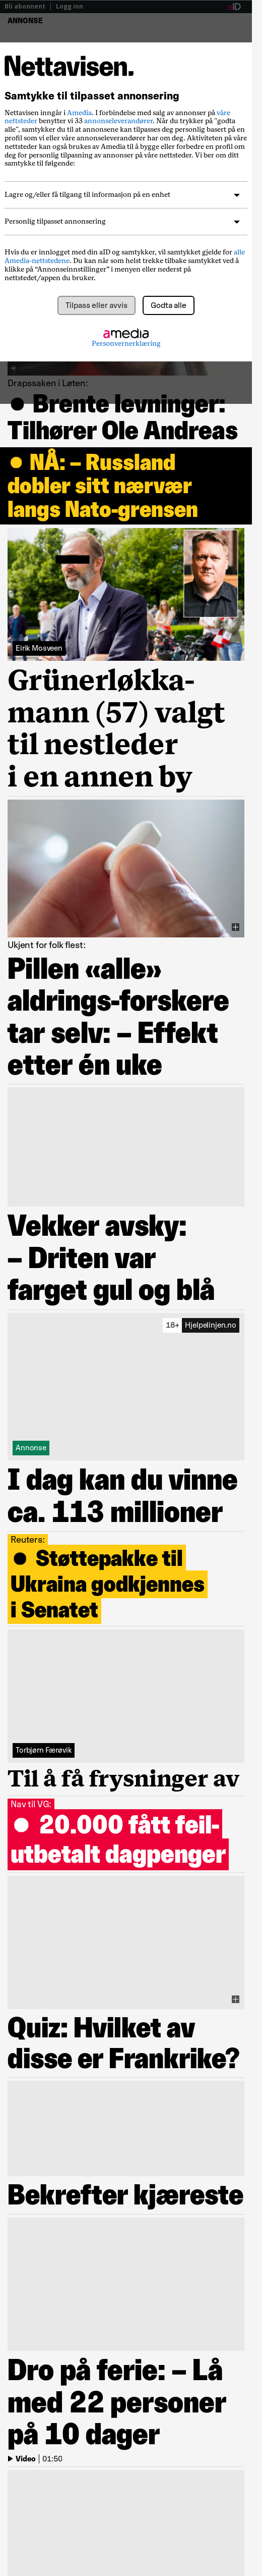 Bli abonnent | Logg inn
aID
ANNONSE
Nettavisen.
Samtykke til tilpasset annonsering
Nettavisen inngår i Amedia. I forbindelse med salg av annonser på våre
nettsteder benytter vi 33 annonseleverandører. Når du trykker på "godta
alle", samtykker du til at annonsene kan tilpasses deg personlig basert på en
profil som vi eller våre annonseleverandører har om deg. Aktiviteten på våre
nettsteder kan også brukes av Amedia til å bygge eller forbedre en profil om
deg for personlig tilpasning av annonser på våre nettsteder. Vi ber om ditt
samtykke til følgende:
Lagre og/eller få tilgang til informasjon på en enhet
Personlig tilpasset annonsering
Hvis du er innlogget med din aID og samtykker, vil samtykket gjelde for alle
Amedia-nettstedene. Du kan når som helst trekke tilbake samtykket ved å
klikke på “Annonseinnstillinger” i menyen eller nederst på
nettstedet/appen du bruker.
Tilpass eller avvis
Godta alle
amedia
Personvernerklæring
Drapssaken i Løten:
Brente levninger:
Tilhører Ole Andreas
NÅ: – Russland
dobler sitt nærvær
langs Nato-grensen
Eirik Mosveen
Grünerløkka-
mann (57) valgt
til nestleder
i en annen by
Ukjent for folk flest:
Pillen «alle»
aldrings-forskere
tar selv: – Effekt
etter én uke
Vekker avsky:
– Driten var
farget gul og blå
18+ Hjelpelinjen.no
Annonse
I dag kan du vinne
ca. 113 millioner
Reuters:
Støttepakke til
Ukraina godkjennes
i Senatet
Torbjørn Færøvik
Til å få frysninger av
Nav til VG:
20.000 fått feil-
utbetalt dagpenger
Quiz: Hvilket av
disse er Frankrike?
Bekrefter kjæreste
Dro på ferie: – Lå
med 22 personer
på 10 dager
Video | 01:50